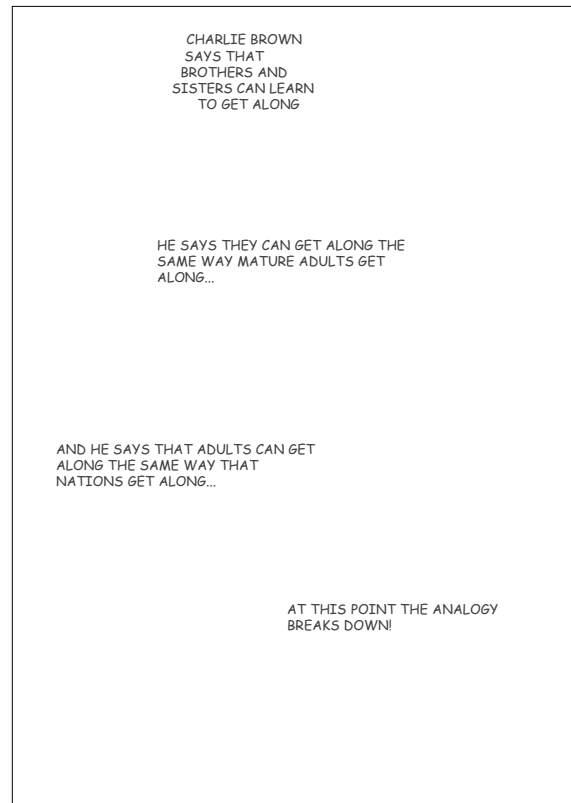 CHARLIE BROWN
SAYS THAT
BROTHERS AND
SISTERS CAN LEARN
TO GET ALONG
HE SAYS THEY CAN GET ALONG THE
SAME WAY MATURE ADULTS GET
ALONG...
AND HE SAYS THAT ADULTS CAN GET
ALONG THE SAME WAY THAT
NATIONS GET ALONG...
AT THIS POINT THE ANALOGY
BREAKS DOWN!